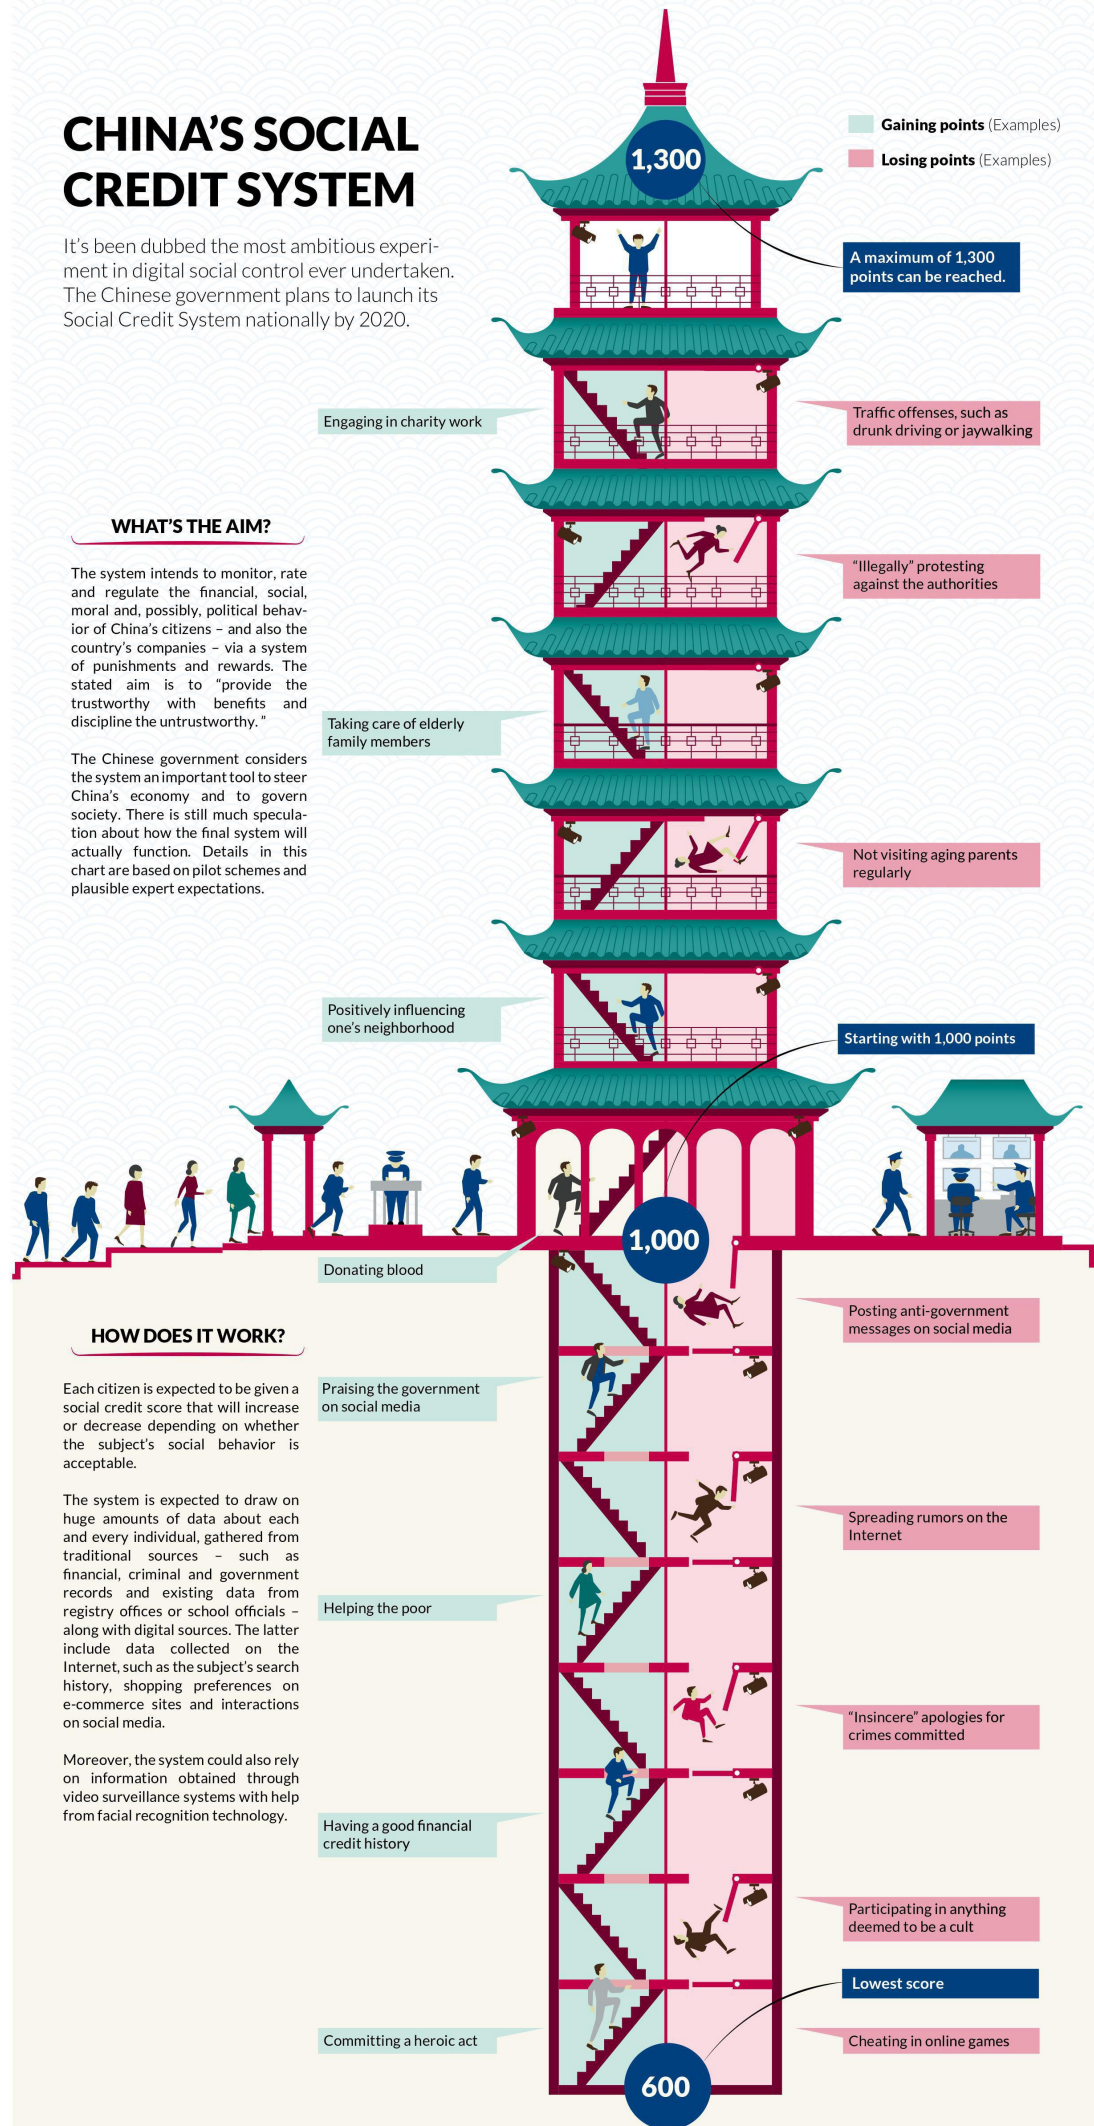 CHINA'S SOCIAL
CREDIT SYSTEM
It's been dubbed the most ambitious experi-
ment in digital social control ever undertaken.
The Chinese government plans to launch its
Social Credit System nationally by 2020.
Gaining points (Examples)
Losing points (Examples)
1,300
A maximum of 1,300
points can be reached.
Engaging in charity work
Traffic offenses, such as
drunk driving or jaywalking
WHAT'S THE AIM?
The system intends to monitor, rate
and regulate the financial, social,
moral and, possibly, political behav-
ior of China's citizens – and also the
country's companies – via a system
of punishments and rewards. The
stated aim is to “provide the
trustworthy with benefits and
discipline the untrustworthy. ”
The Chinese government considers
the system an important tool to steer
China's economy and to govern
society. There is still much specula-
tion about how the final system will
actually function. Details in this
chart are based on pilot schemes and
plausible expert expectations.
“Illegally” protesting
against the authorities
Taking care of elderly
family members
Not visiting aging parents
regularly
Positively influencing
one's neighborhood
Starting with 1,000 points
1,000
Donating blood
Posting anti-government
messages on social media
HOW DOES IT WORK?
Each citizen is expected to be given a
social credit score that will increase
or decrease depending on whether
the subject's social behavior is
acceptable.
The system is expected to draw on
huge amounts of data about each
and every individual, gathered from
traditional sources – such as
financial, criminal and government
records and existing data from
registry offices or school officials –
along with digital sources. The latter
include data collected on the
Internet, such as the subject's search
history, shopping preferences on
e-commerce sites and interactions
on social media.
Moreover, the system could also rely
on information obtained through
video surveillance systems with help
from facial recognition technology.
Praising the government
on social media
Spreading rumors on the
Internet
Helping the poor
“Insincere” apologies for
crimes committed
Having a good financial
credit history
Participating in anything
deemed to be a cult
Lowest score
Committing a heroic act
Cheating in online games
600